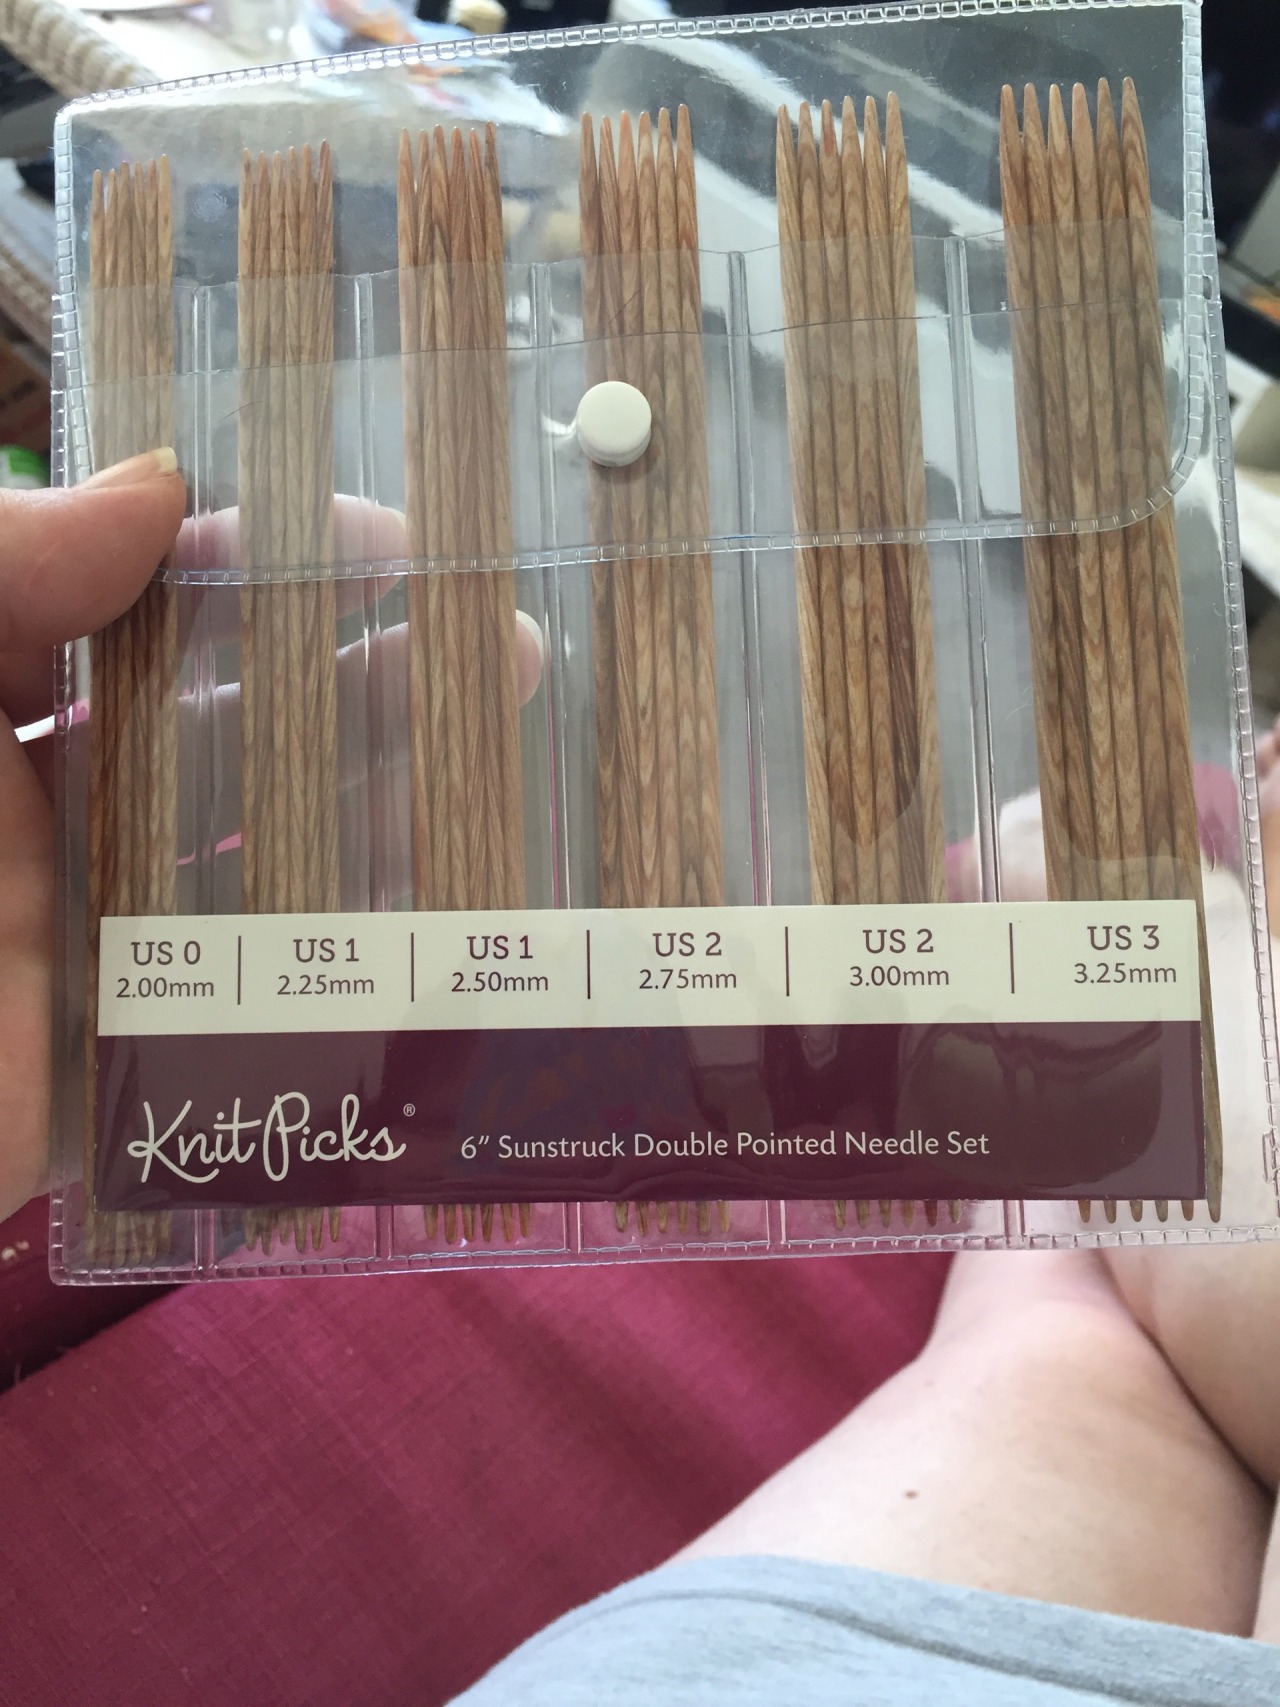 US 0 | US 1 | US 1 | US 2 | US 2 | US 3
2.00mm | 2.25mm | 2.50mm | 2.75mm | 3.00mm | 3.25mm
KnitPicks® 6” Sunstruck Double Pointed Needle Set